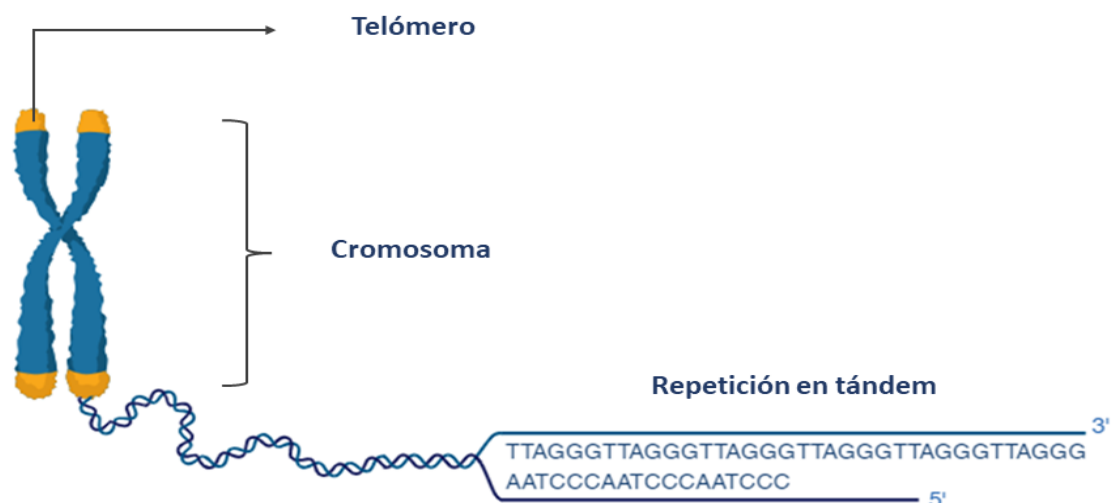 Telómero
Cromosoma
Repetición en tándem
3'
TTAGGGTTAGGGTTAGGGTTAGGGTTAGGGTTAGGG
AATCCCAATCCCAATCCC
5'